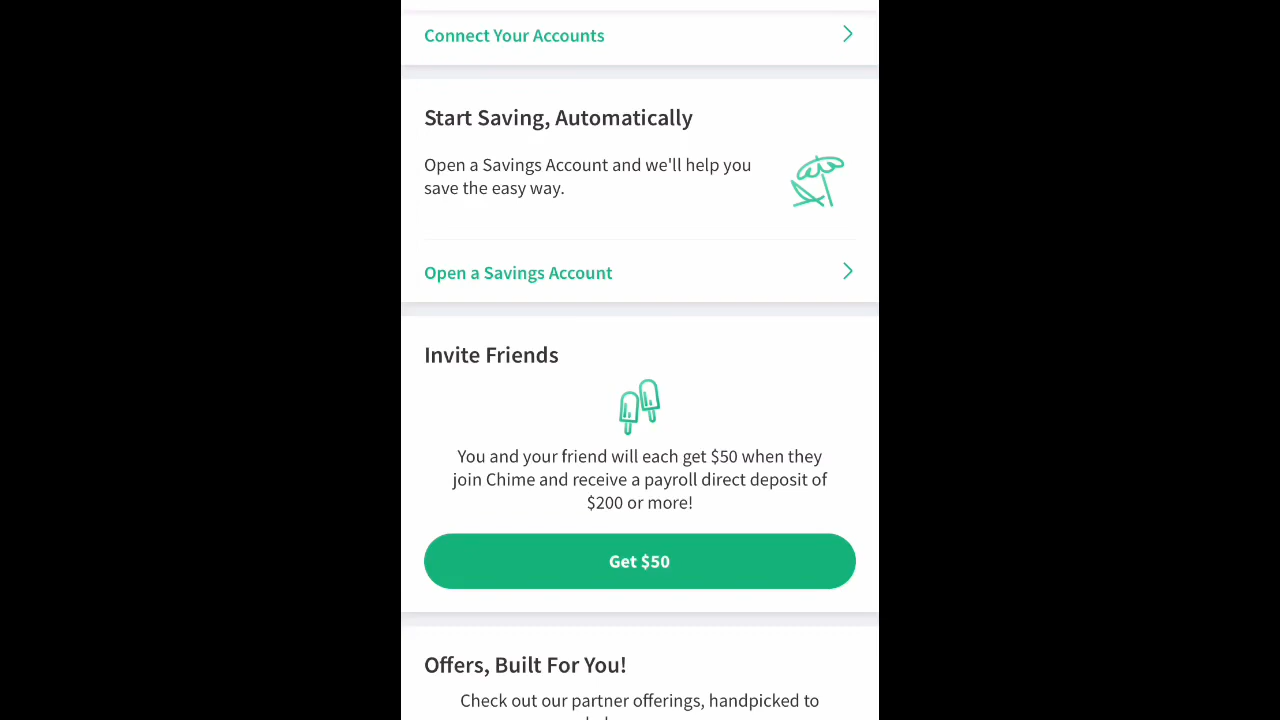 Connect Your Accounts
Start Saving, Automatically
Open a Savings Account and we'll help you
save the easy way.
Open a Savings Account
Invite Friends
You and your friend will each get $50 when they
join Chime and receive a payroll direct deposit of
$200 or more!
Get $50
Offers, Built For You!
Check out our partner offerings, handpicked to